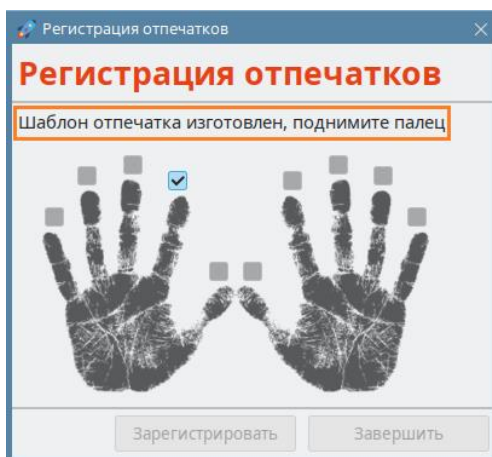 Регистрация отпечатков
Регистрация отпечатков
Шаблон отпечатка изготовлен, поднимите палец
Зарегистрировать
Завершить